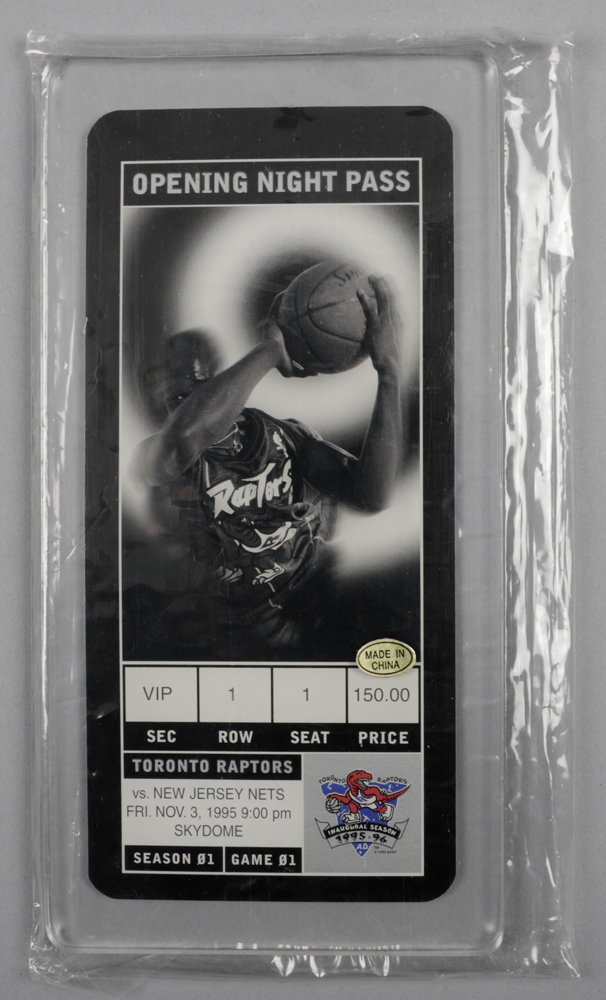 OPENING NIGHT PASS
Raptors
MADE IN
CHINA
VIP 1 1 150.00
SEC ROW SEAT PRICE
TORONTO RAPTORS
vs. NEW JERSEY NETS
FRI. NOV. 3, 1995 9:00 pm
SKYDOME
SEASON Ø1 GAME Ø1
TORONTO RAPTORS
INAUGURAL SEASON
1995-96
A.D.